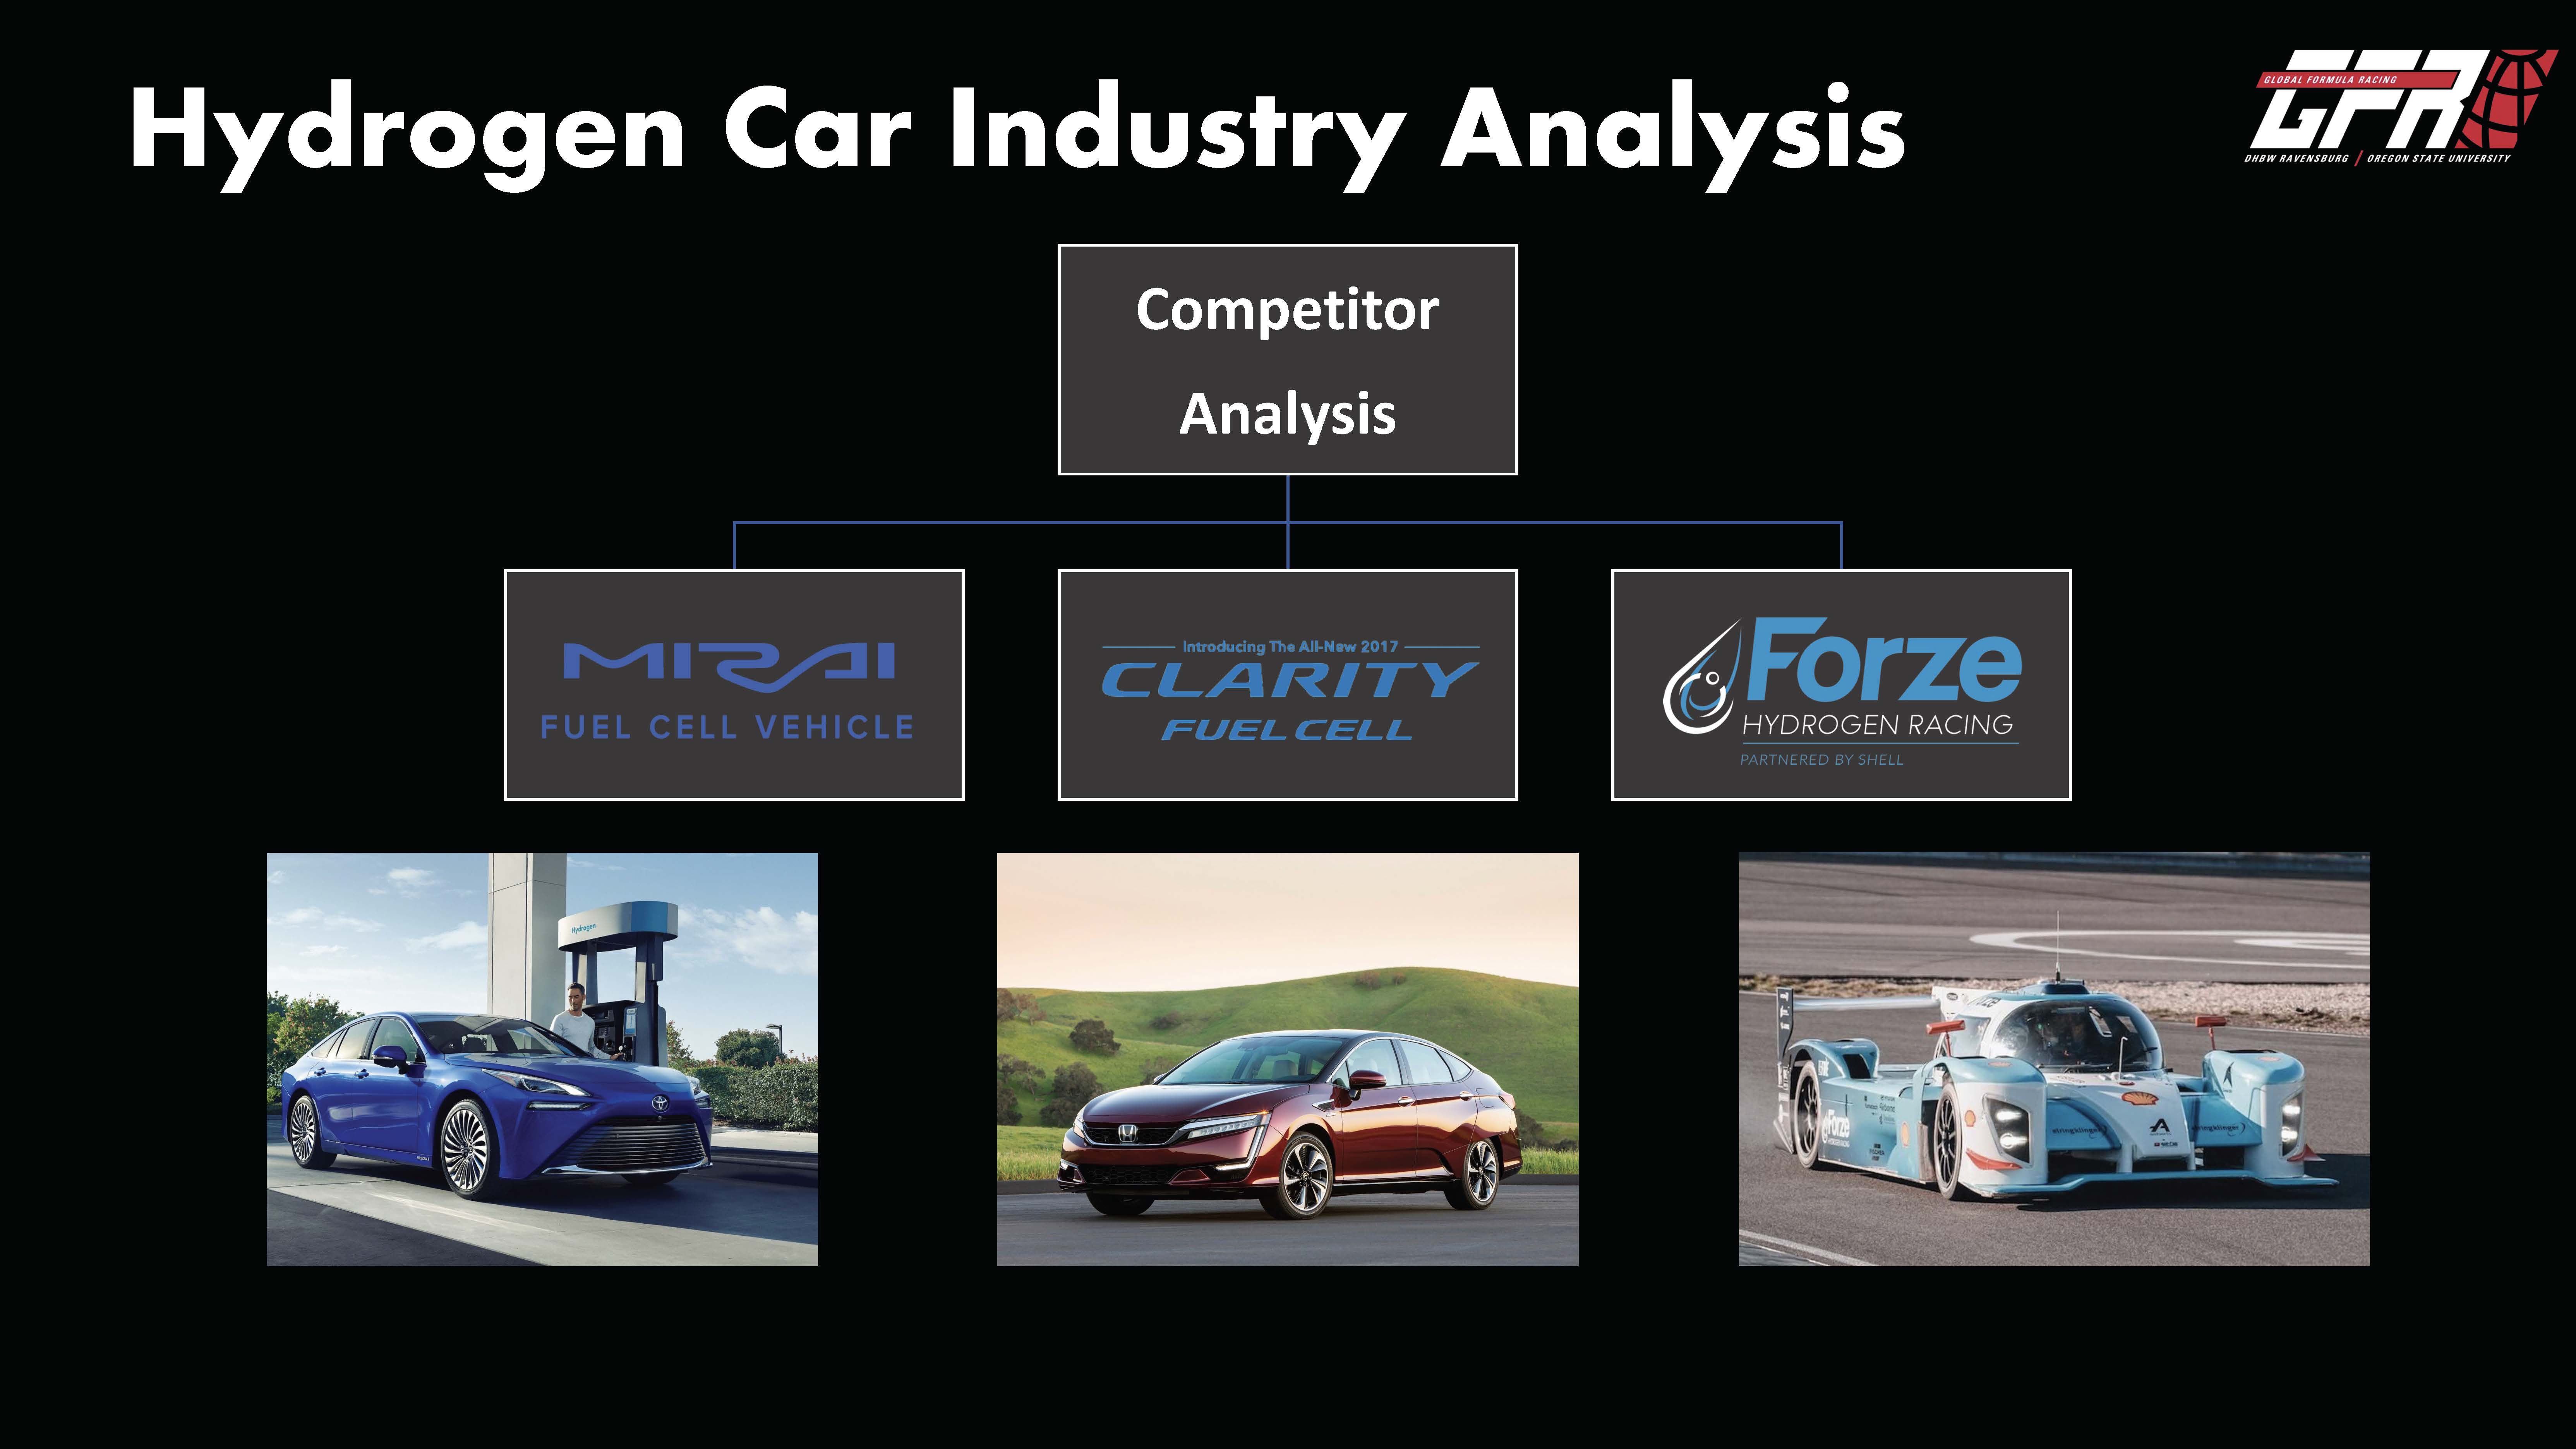 Hydrogen Car Industry Analysis
GLOBAL FORMULA RACING
GFR
DHBW RAVENSBURG / OREGON STATE UNIVERSITY
Competitor
Analysis
MIRAI
FUEL CELL VEHICLE
Introducing The All-New 2017
CLARITY
FUEL CELL
Forze
HYDROGEN RACING
PARTNERED BY SHELL
Hydrogen
Forze